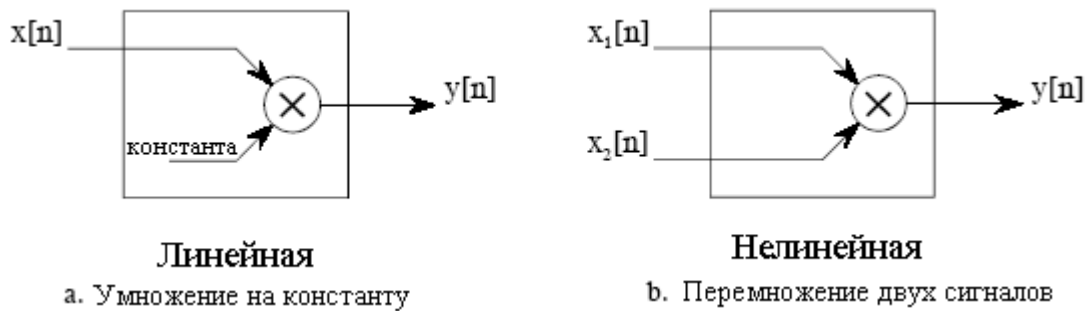 x[n]
константа
y[n]
Линейная
a. Умножение на константу
x₁[n]
x₂[n]
y[n]
Нелинейная
b. Перемножение двух сигналов